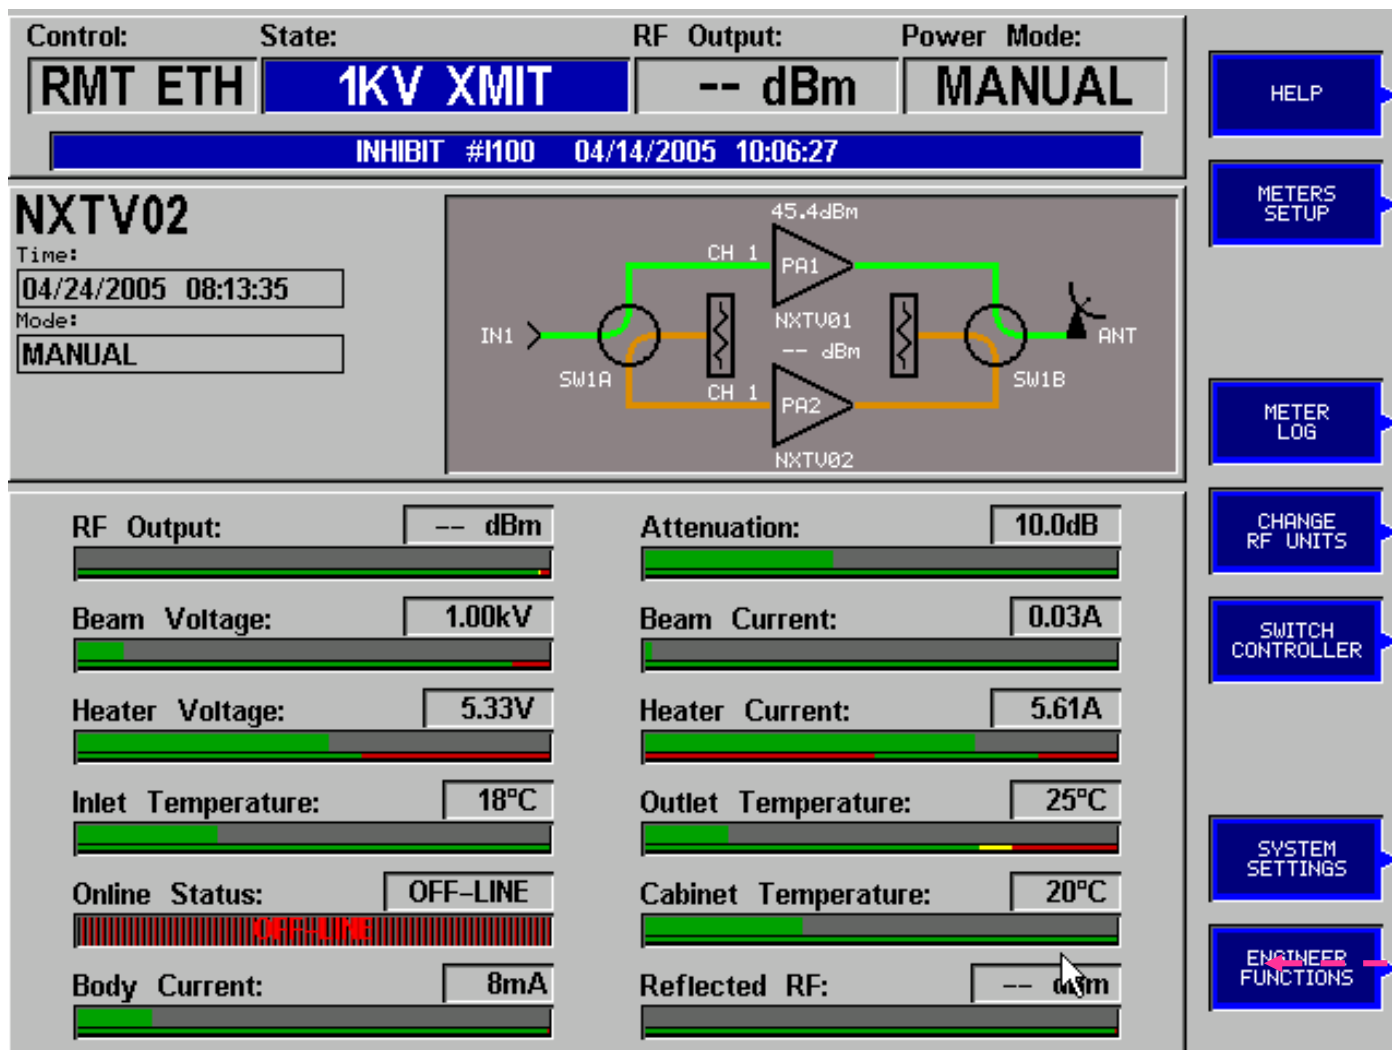 Control: State: RF Output: Power Mode:
RMT ETH 1KV XMIT -- dBm MANUAL
INHIBIT #I100 04/14/2005 10:06:27
HELP
METERS
SETUP
METER
LOG
CHANGE
RF UNITS
SWITCH
CONTROLLER
SYSTEM
SETTINGS
ENGINEER
FUNCTIONS
NXTV02
Time:
04/24/2005 08:13:35
Mode:
MANUAL
45.4dBm
CH 1
PA1
IN1
NXTV01
ANT
-- dBm
SW1A
SW1B
CH 1
PA2
NXTV02
RF Output: -- dBm
Attenuation: 10.0dB
Beam Voltage: 1.00kV
Beam Current: 0.03A
Heater Voltage: 5.33V
Heater Current: 5.61A
Inlet Temperature: 18°C
Outlet Temperature: 25°C
Online Status: OFF-LINE
OFF-LINE
Cabinet Temperature: 20°C
Body Current: 8mA
Reflected RF: -- dBm